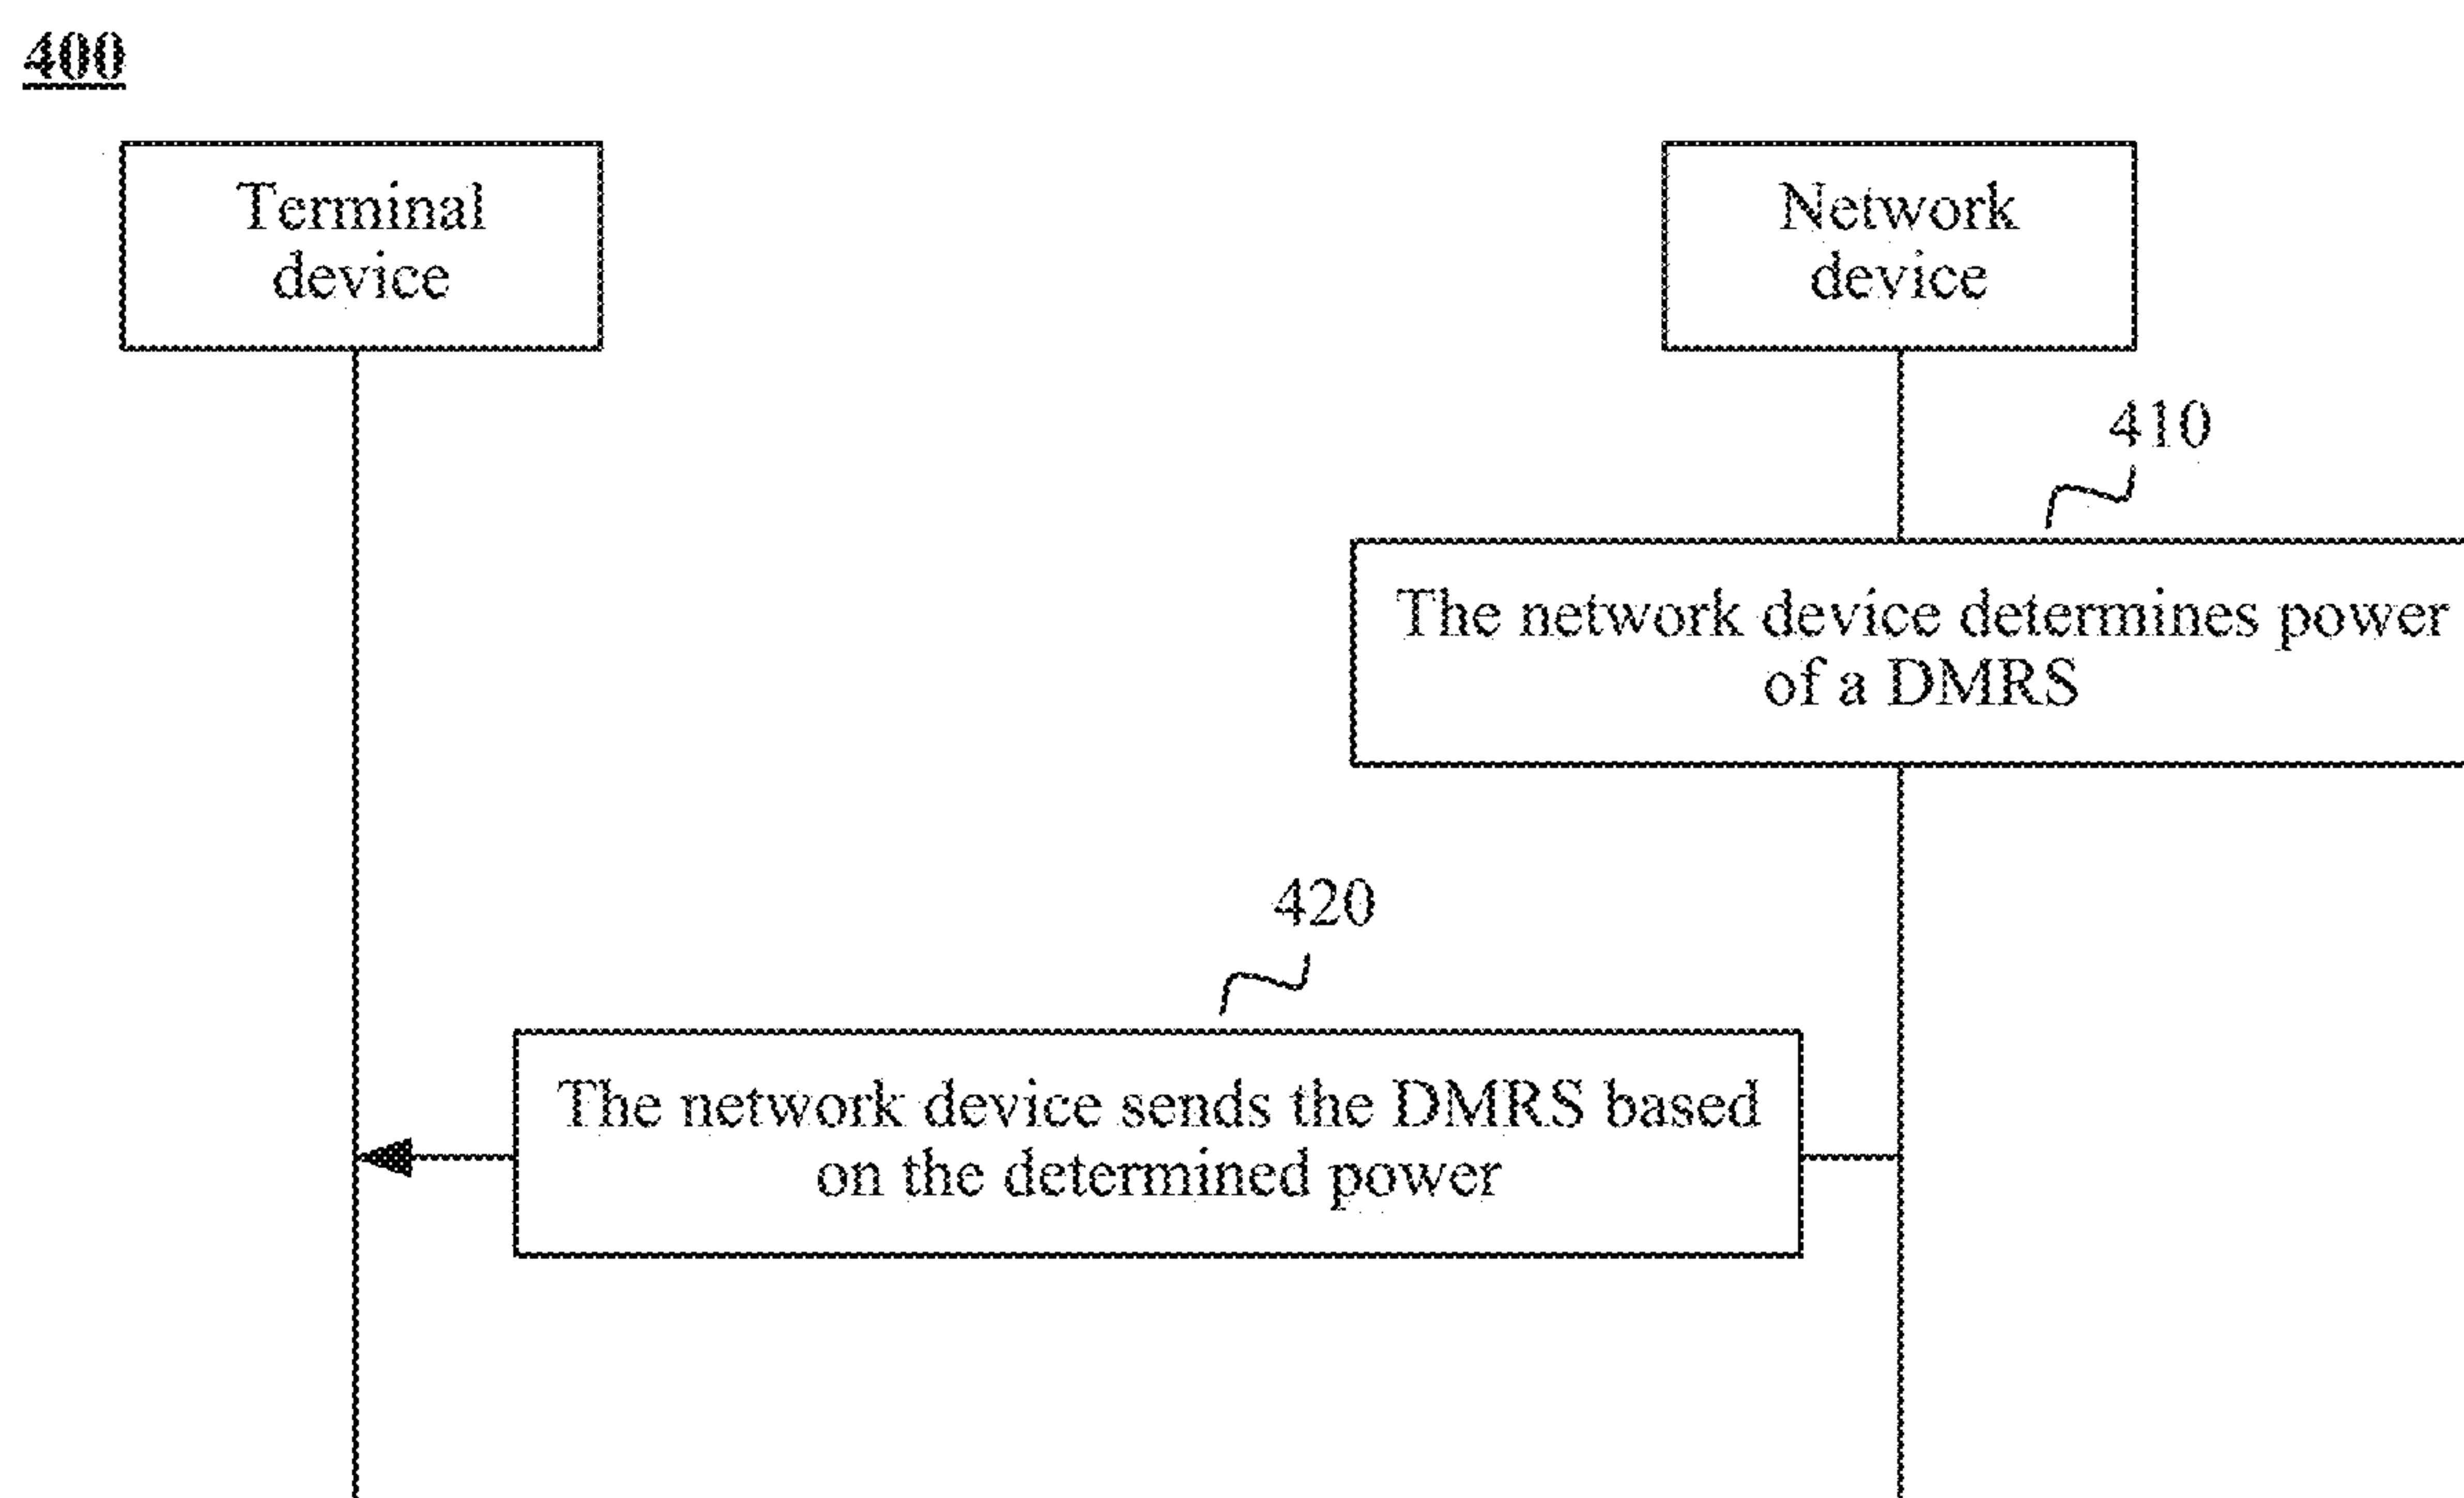 400
Terminal
device
Network
device
410
The network device determines power
of a DMRS
420
The network device sends the DMRS based
on the determined power